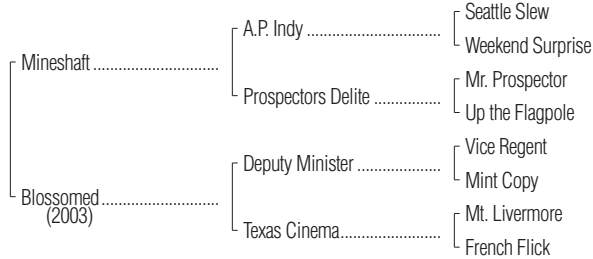 Seattle Slew
A.P. Indy ....................................
Weekend Surprise
Mineshaft ..................................
Mr. Prospector
Prospectors Delite ..................
Up the Flagpole
Vice Regent
Deputy Minister ......................
Mint Copy
Blossomed ................................
(2003)
Mt. Livermore
Texas Cinema...........................
French Flick